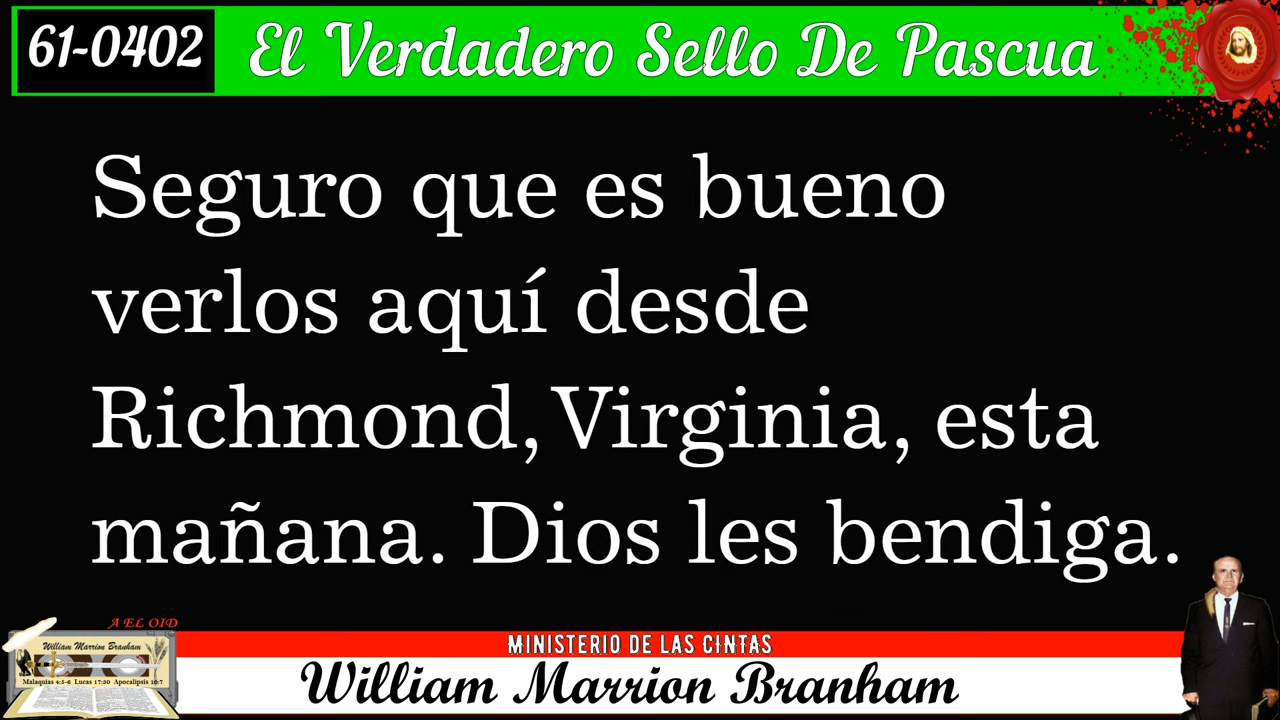 61-0402
El Verdadero Sello De Pascua
Seguro que es bueno
verlos aquí desde
Richmond, Virginia, esta
mañana. Dios les bendiga.
A EL OID
William Marrion Branham
Malaquias 4:5-6 Lucas 17:30 Apocalipsis 10:7
MINISTERIO DE LAS CINTAS
William Marrion Branham